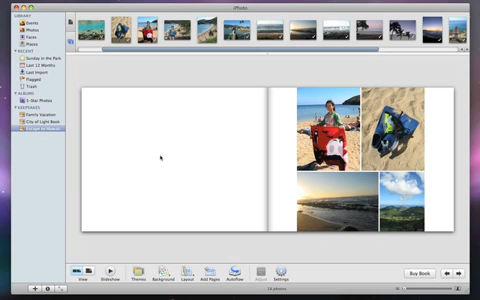 iPhoto
LIBRARY
Events
Photos
Faces
Places
RECENT
Sunday in the Park
Last 12 Months
Last Import
Flagged
Trash
ALBUMS
5-Star Photos
KEEPSAKES
Family Vacation
City of Light Book
Escape to Hawaii
View
Slideshow
Themes
Background
Layout
Add Pages
Autoflow
Adjust
Settings
Buy Book
16 photos